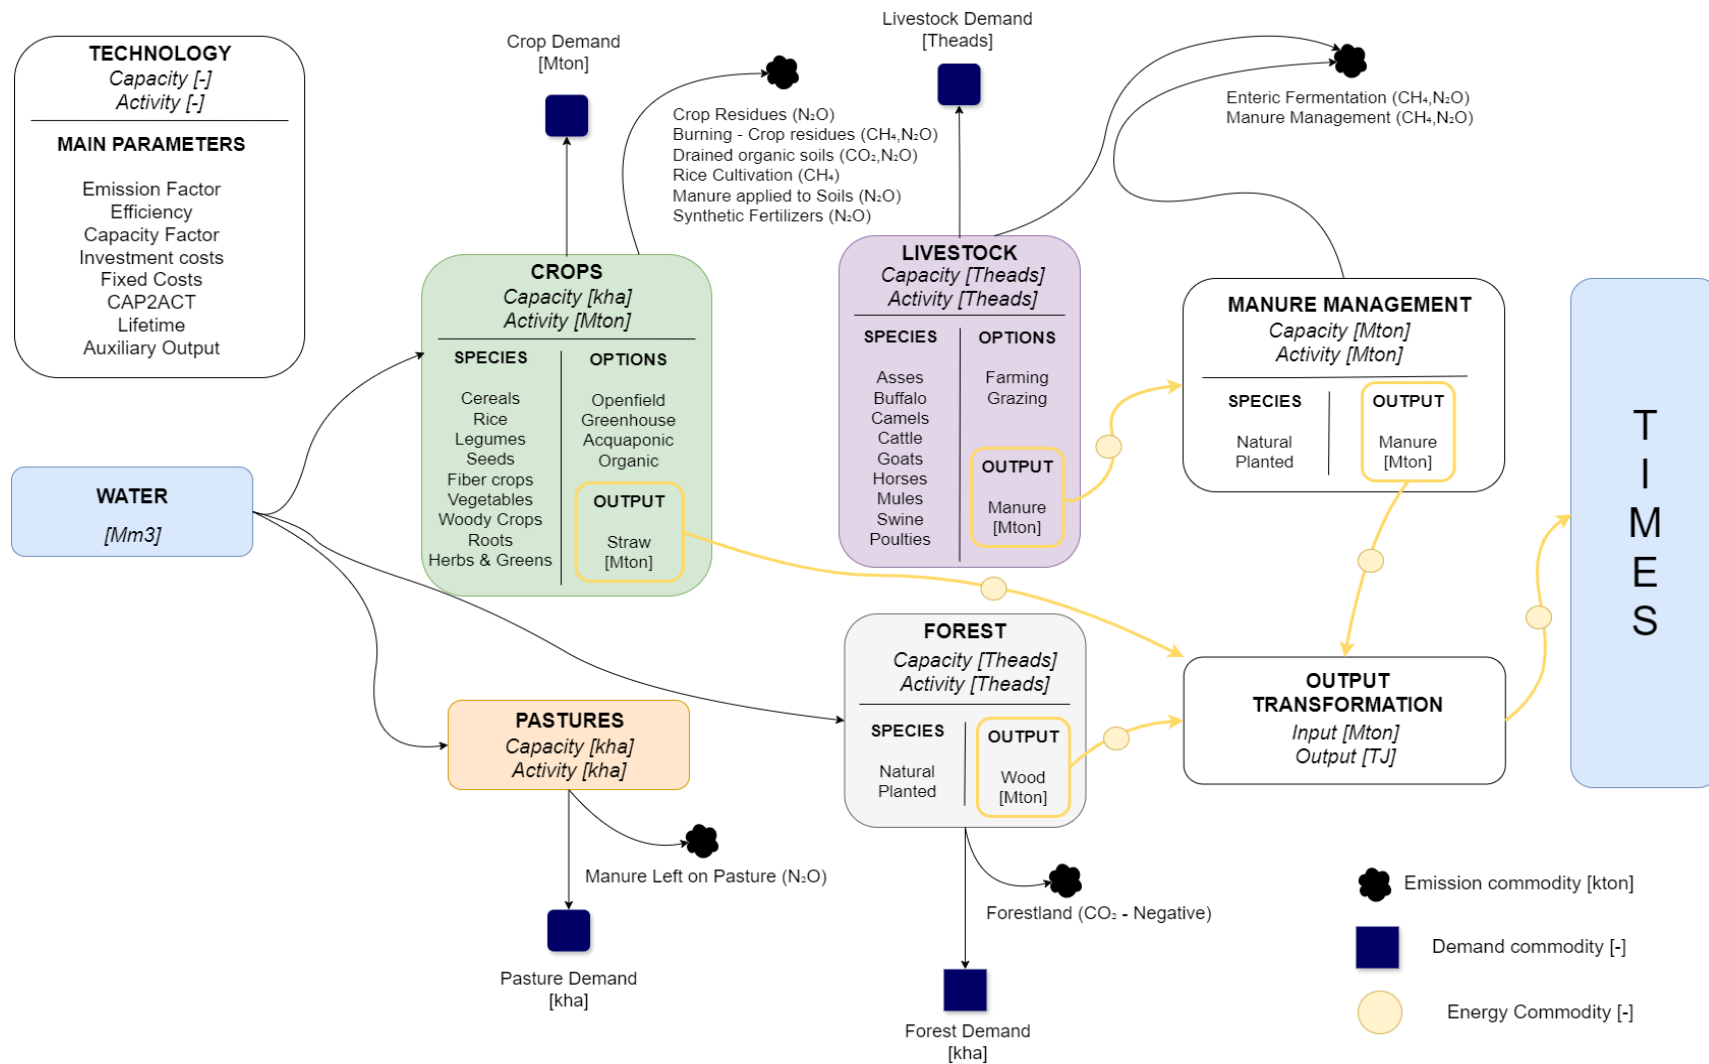 TECHNOLOGY
Capacity [-]
Activity [-]
MAIN PARAMETERS
Emission Factor
Efficiency
Capacity Factor
Investment costs
Fixed Costs
CAP2ACT
Lifetime
Auxiliary Output
Crop Demand
[Mton]
Crop Residues (N₂O)
Burning - Crop residues (CH₄,N₂O)
Drained organic soils (CO₂,N₂O)
Rice Cultivation (CH₄)
Manure applied to Soils (N₂O)
Synthetic Fertilizers (N₂O)
Livestock Demand
[Theads]
Enteric Fermentation (CH₄,N₂O)
Manure Management (CH₄,N₂O)
WATER
[Mm3]
CROPS
Capacity [kha]
Activity [Mton]
SPECIES
Cereals
Rice
Legumes
Seeds
Fiber crops
Vegetables
Woody Crops
Roots
Herbs & Greens
OPTIONS
Openfield
Greenhouse
Acquaponic
Organic
OUTPUT
Straw
[Mton]
LIVESTOCK
Capacity [Theads]
Activity [Theads]
SPECIES
Asses
Buffalo
Camels
Cattle
Goats
Horses
Mules
Swine
Poulties
OPTIONS
Farming
Grazing
OUTPUT
Manure
[Mton]
MANURE MANAGEMENT
Capacity [Mton]
Activity [Mton]
SPECIES
Natural
Planted
OUTPUT
Manure
[Mton]
TIMES
PASTURES
Capacity [kha]
Activity [kha]
Manure Left on Pasture (N₂O)
Pasture Demand
[kha]
FOREST
Capacity [Theads]
Activity [Theads]
SPECIES
Natural
Planted
OUTPUT
Wood
[Mton]
Forestland (CO₂ - Negative)
Forest Demand
[kha]
OUTPUT
TRANSFORMATION
Input [Mton]
Output [TJ]
Emission commodity [kton]
Demand commodity [-]
Energy Commodity [-]